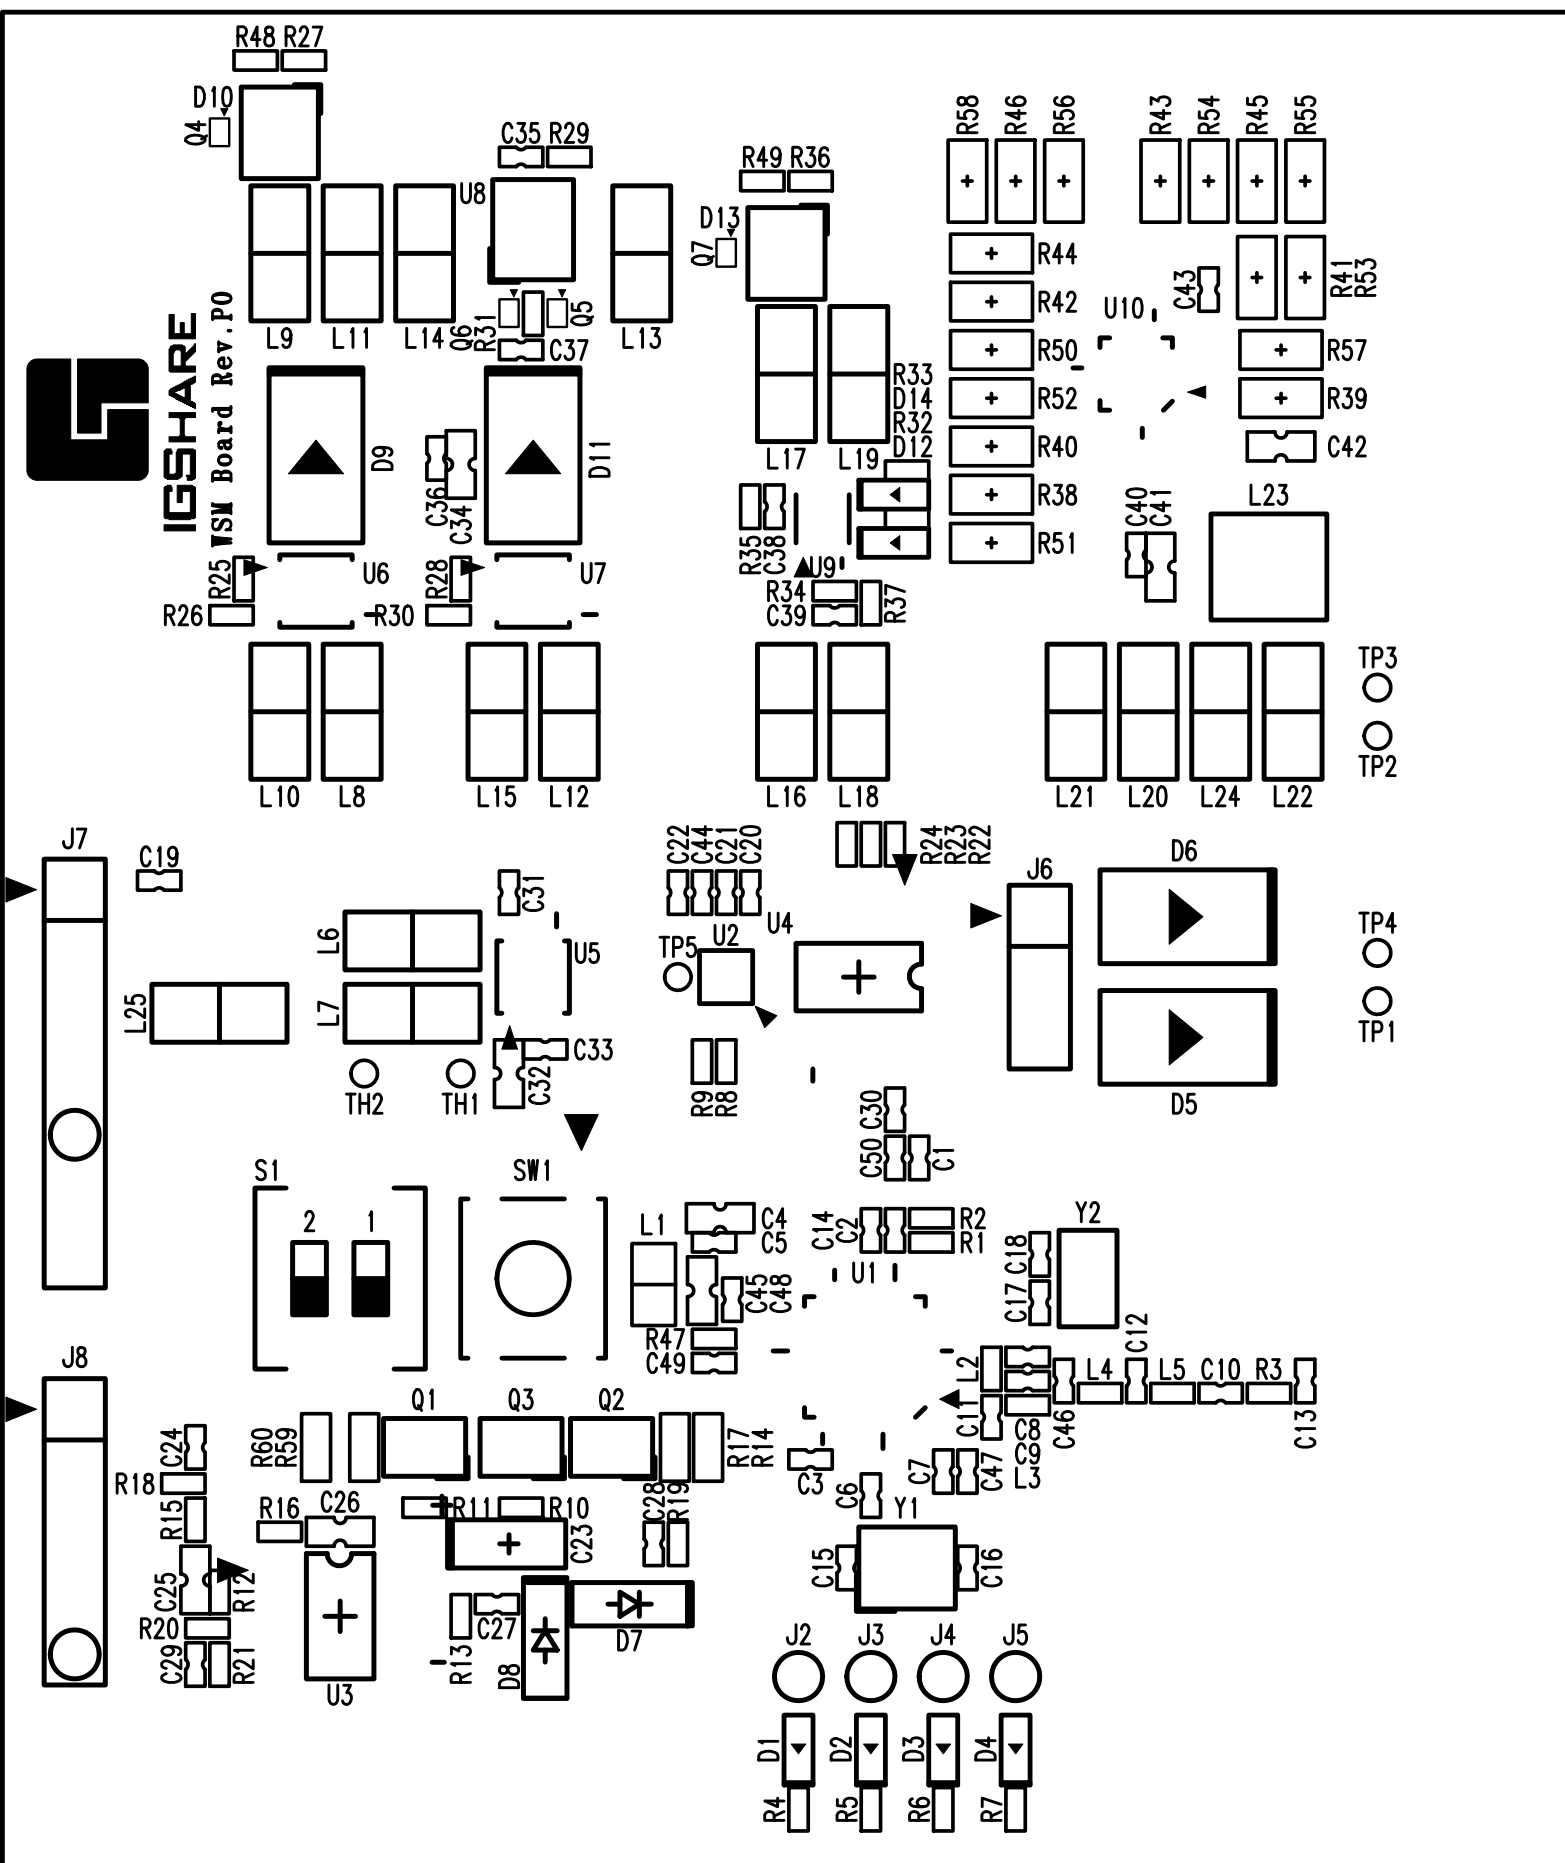 R48 R27
D10
Q4
C35 R29
U8
R49 R36
D13
Q7
R58
R46
R56
R43
R54
R45
R55
R44
R42
R50
R52
R40
R38
R51
C43
R41
R53
U10
R57
R39
C42
L9
L11
L14
Q6
R31
Q5
C37
L13
IGSHARE
WSM Board Rev.P0
D9
D11
C36
C34
R33
D14
R32
D12
L17
L19
C40
C41
L23
R35
C38
U9
R34
C39
R37
R25
U6
R26
R28
U7
R30
TP3
TP2
L10
L8
L15
L12
L16
L18
L21
L20
L24
L22
J7
C19
C31
C22
C44
C21
C20
R24
R23
R22
J6
D6
L6
U5
TP5
U2
U4
TP4
L25
L7
TP1
C33
C32
TH2
TH1
R9
R8
C30
C50
C1
D5
S1
SW1
2
1
L1
C4
C5
C14
C2
R2
R1
Y2
C18
C17
U1
C45
C48
R47
C49
C12
J8
L2
L4
L5
C10
R3
C11
C8
C9
L3
C46
C13
Q1
Q3
Q2
R60
R59
R17
R14
C24
R18
R15
R16
C26
R11
R10
C23
C28
R19
C3
C7
C47
C6
Y1
C15
C16
C25
R12
R20
C29
R21
U3
R13
C27
D8
D7
J2
J3
J4
J5
D1
D2
D3
D4
R4
R5
R6
R7